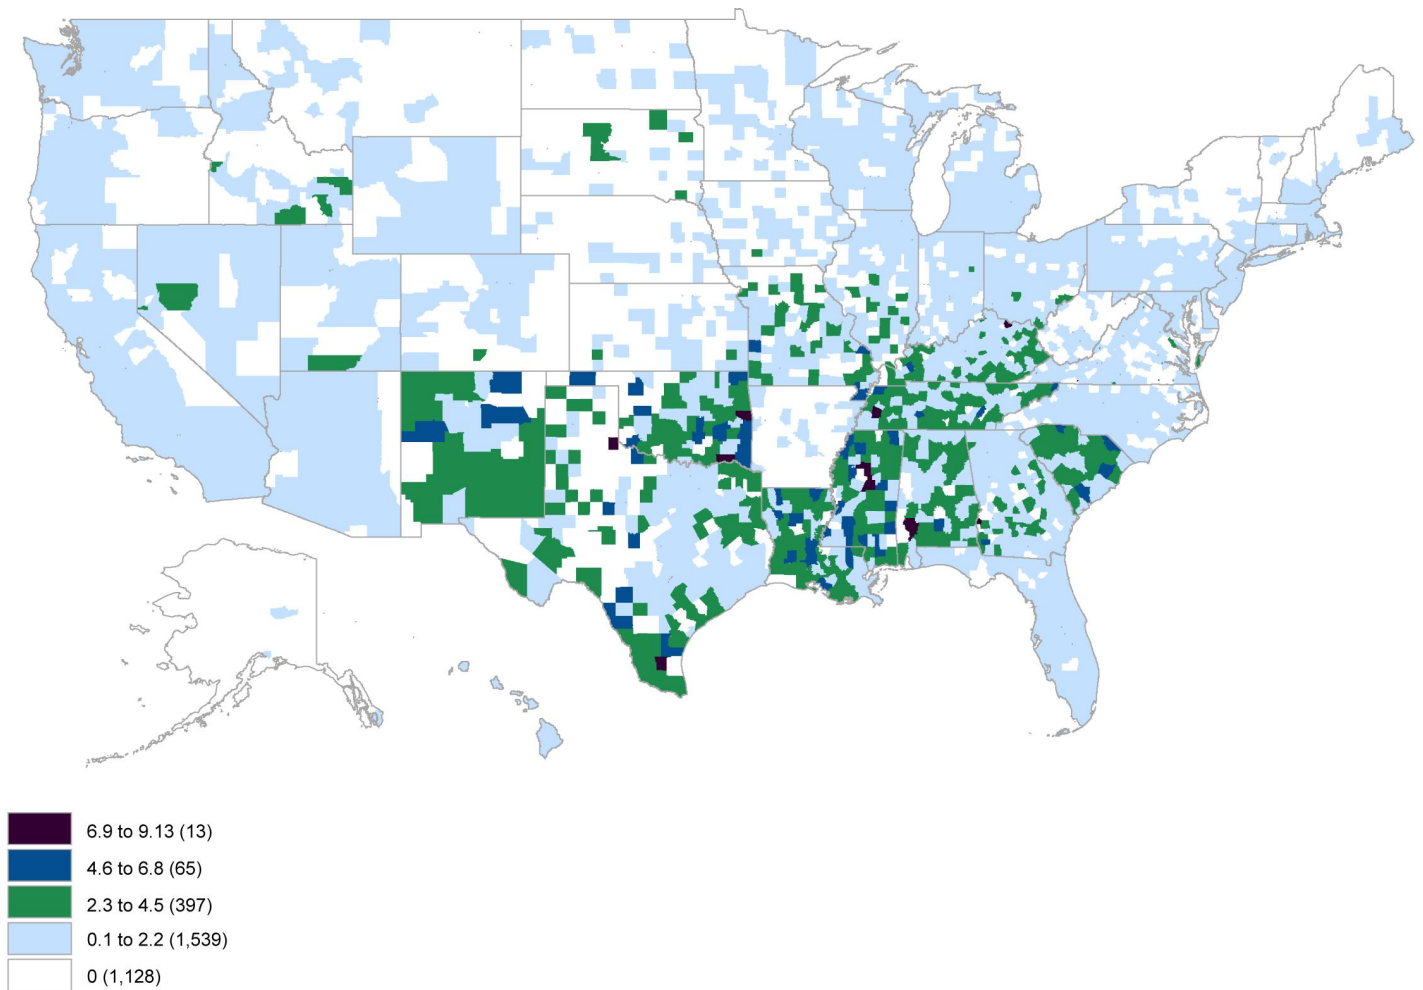 6.9 to 9.13 (13)
4.6 to 6.8 (65)
2.3 to 4.5 (397)
0.1 to 2.2 (1,539)
0 (1,128)